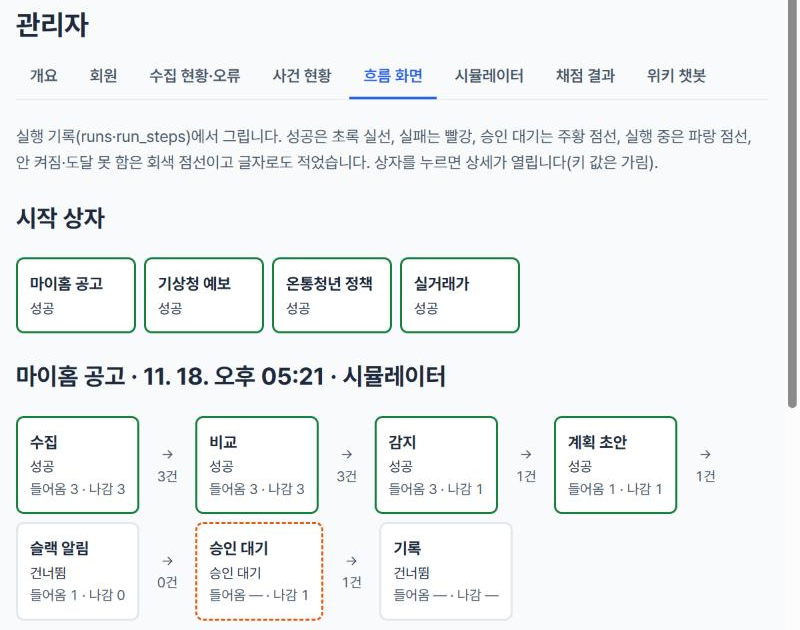 관리자
개요 회원 수집 현황·오류 사건 현황 흐름 화면 시뮬레이터 채점 결과 위키 챗봇
실행 기록(runs·run_steps)에서 그립니다. 성공은 초록 실선, 실패는 빨강, 승인 대기는 주황 점선, 실행 중은 파랑 점선,
안 켜짐·도달 못 함은 회색 점선이고 글자로도 적었습니다. 상자를 누르면 상세가 열립니다(키 값은 가림).
시작 상자
마이홈 공고 기상청 예보 온통청년 정책 실거래가
성공 성공 성공 성공
마이홈 공고 · 11. 18. 오후 05:21 · 시뮬레이터
수집 비교 감지 계획 초안
성공 → 성공 → 성공 → 성공 →
들어옴 3 · 나감 3 3건 들어옴 3 · 나감 3 3건 들어옴 3 · 나감 1 1건 들어옴 1 · 나감 1 1건
슬랙 알림 승인 대기 기록
건너뜀 → 승인 대기 → 건너뜀
들어옴 1 · 나감 0 0건 들어옴 — · 나감 1 1건 들어옴 — · 나감 —